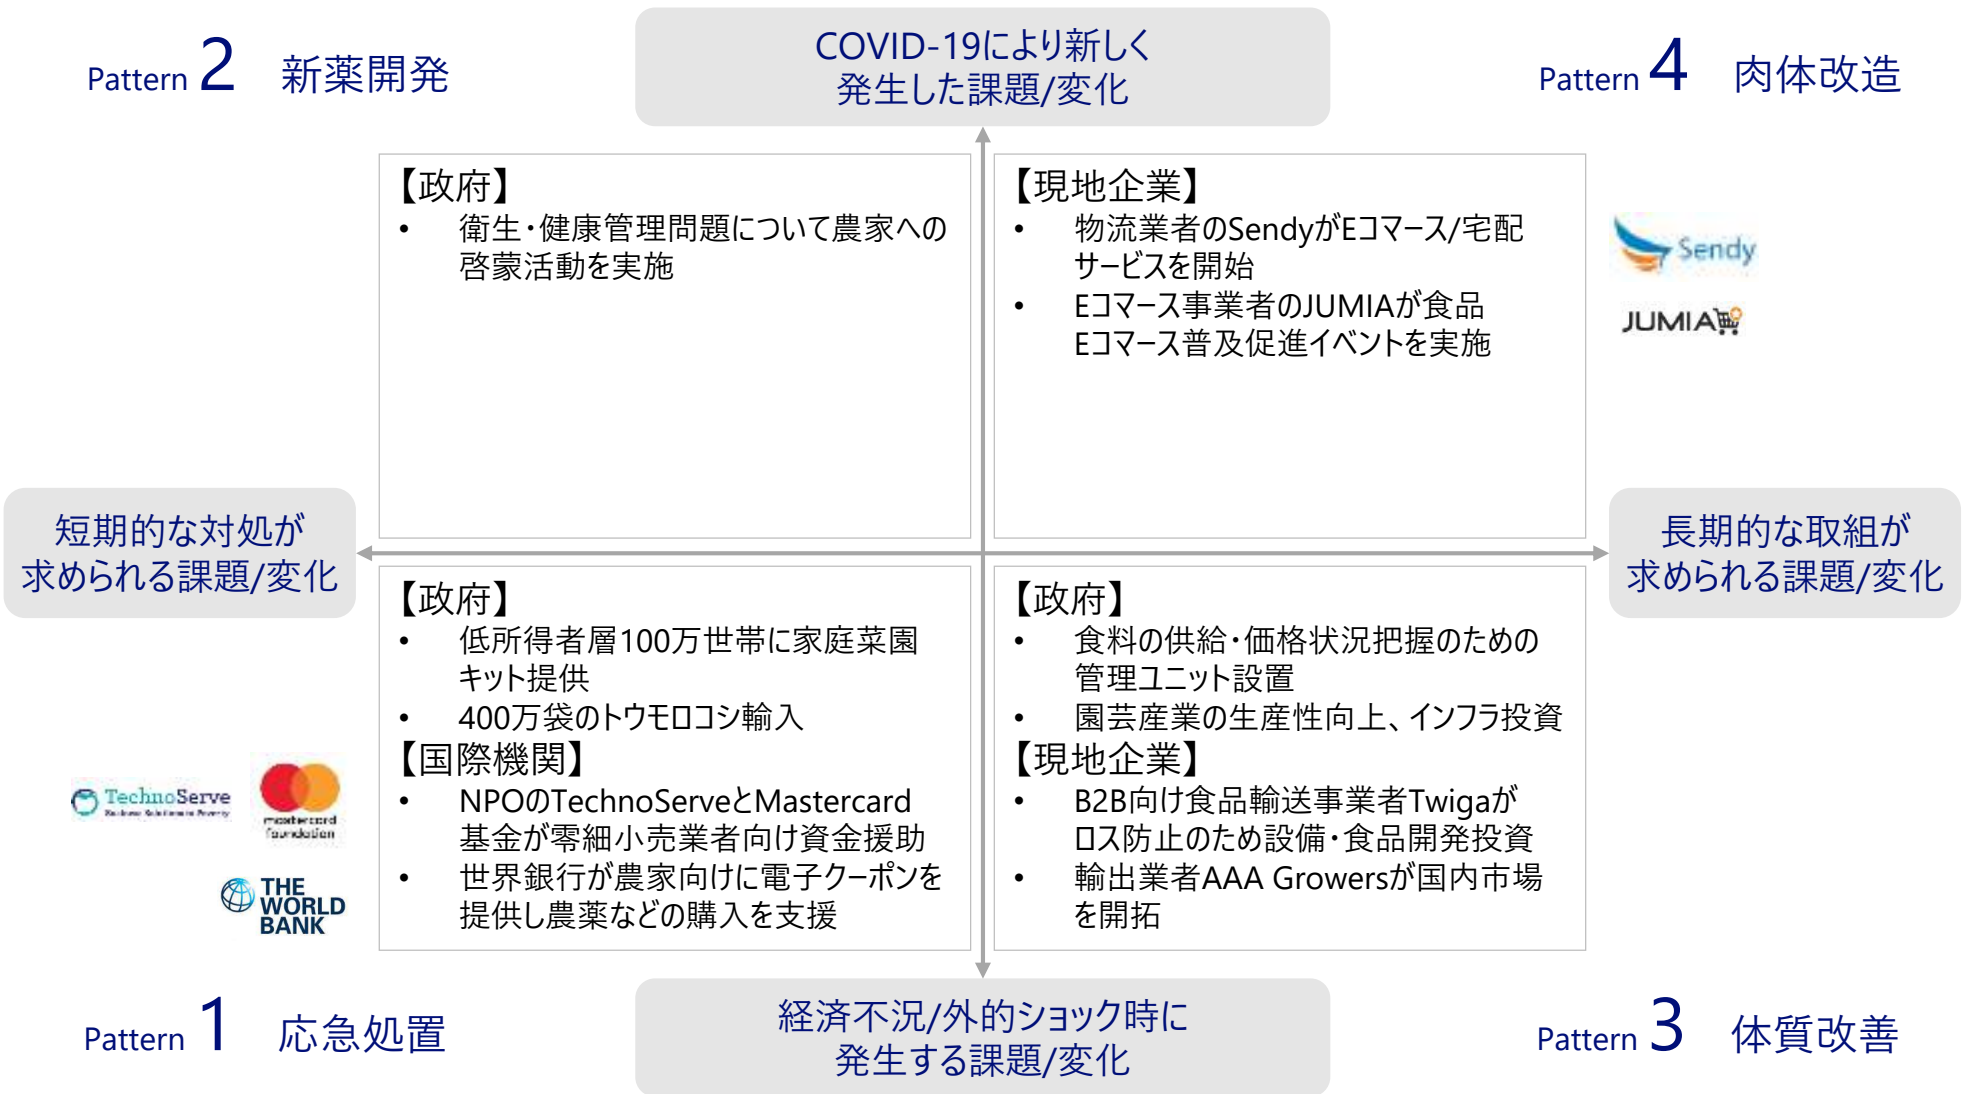 Pattern 2 新薬開発
COVID-19により新しく
発生した課題/変化
Pattern 4 肉体改造
【政府】
• 衛生・健康管理問題について農家への
啓蒙活動を実施
【現地企業】
• 物流業者のSendyがEコマース/宅配
サービスを開始
• Eコマース事業者のJUMIAが食品
Eコマース普及促進イベントを実施
Sendy
JUMIA
短期的な対処が
求められる課題/変化
長期的な取組が
求められる課題/変化
【政府】
• 低所得者層100万世帯に家庭菜園
キット提供
• 400万袋のトウモロコシ輸入
【国際機関】
• NPOのTechnoServeとMastercard
基金が零細小売業者向け資金援助
• 世界銀行が農家向けに電子クーポンを
提供し農薬などの購入を支援
TechnoServe
Business Solutions to Poverty
mastercard
foundation
THE
WORLD
BANK
【政府】
• 食料の供給・価格状況把握のための
管理ユニット設置
• 園芸産業の生産性向上、インフラ投資
【現地企業】
• B2B向け食品輸送事業者Twigaが
ロス防止のため設備・食品開発投資
• 輸出業者AAA Growersが国内市場
を開拓
Pattern 1 応急処置
経済不況/外的ショック時に
発生する課題/変化
Pattern 3 体質改善